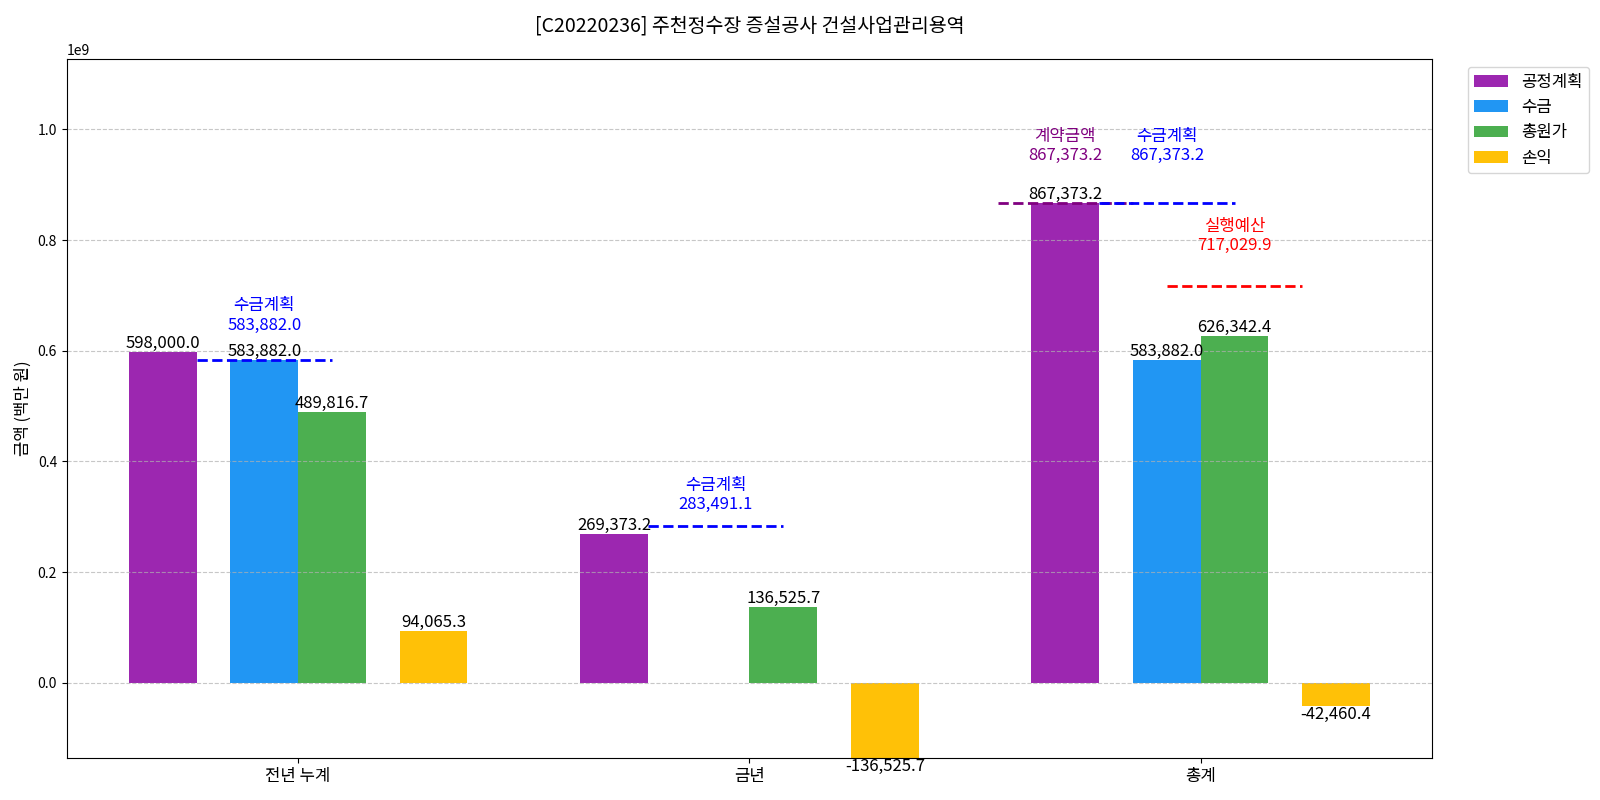 [C20220236] 주천정수장 증설공사 건설사업관리용역
1e9
공정계획
수금
총원가
손익
금액 (백만 원)
1.0
0.8
0.6
0.4
0.2
0.0
598,000.0
수금계획
583,882.0
583,882.0
489,816.7
94,065.3
269,373.2
수금계획
283,491.1
136,525.7
-136,525.7
계약금액
867,373.2
867,373.2
수금계획
867,373.2
실행예산
717,029.9
583,882.0
626,342.4
-42,460.4
전년 누계
금년
총계